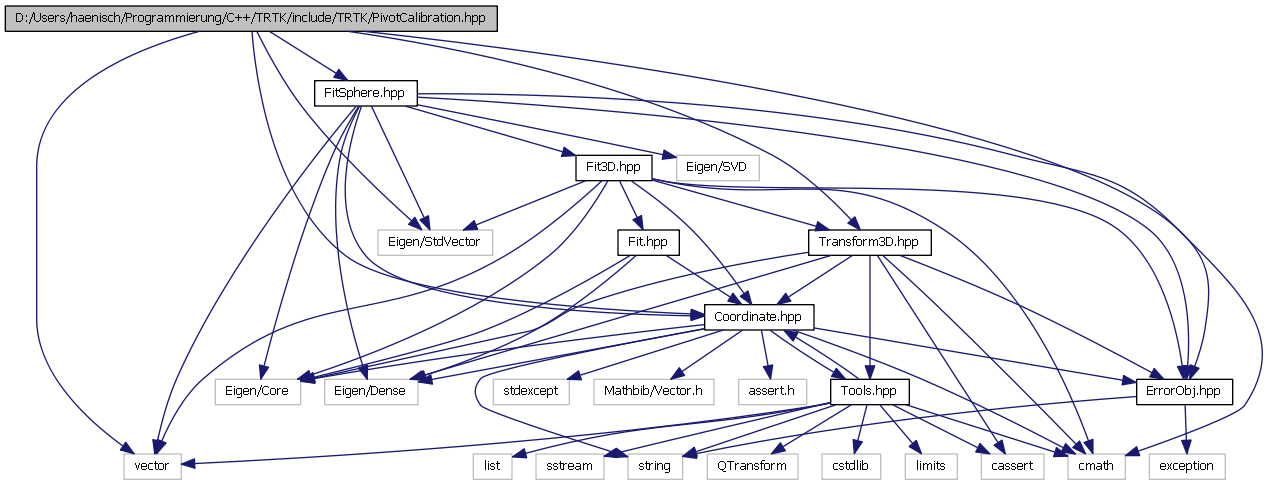 D:/Users/haenisch/Programmierung/C++/TRTK/include/TRTK/PivotCalibration.hpp
FitSphere.hpp
Fit3D.hpp
Eigen/SVD
Eigen/StdVector
Fit.hpp
Transform3D.hpp
Coordinate.hpp
Eigen/Core
Eigen/Dense
stdexcept
Mathbib/Vector.h
assert.h
Tools.hpp
ErrorObj.hpp
vector
list
sstream
string
QTransform
cstdlib
limits
cassert
cmath
exception